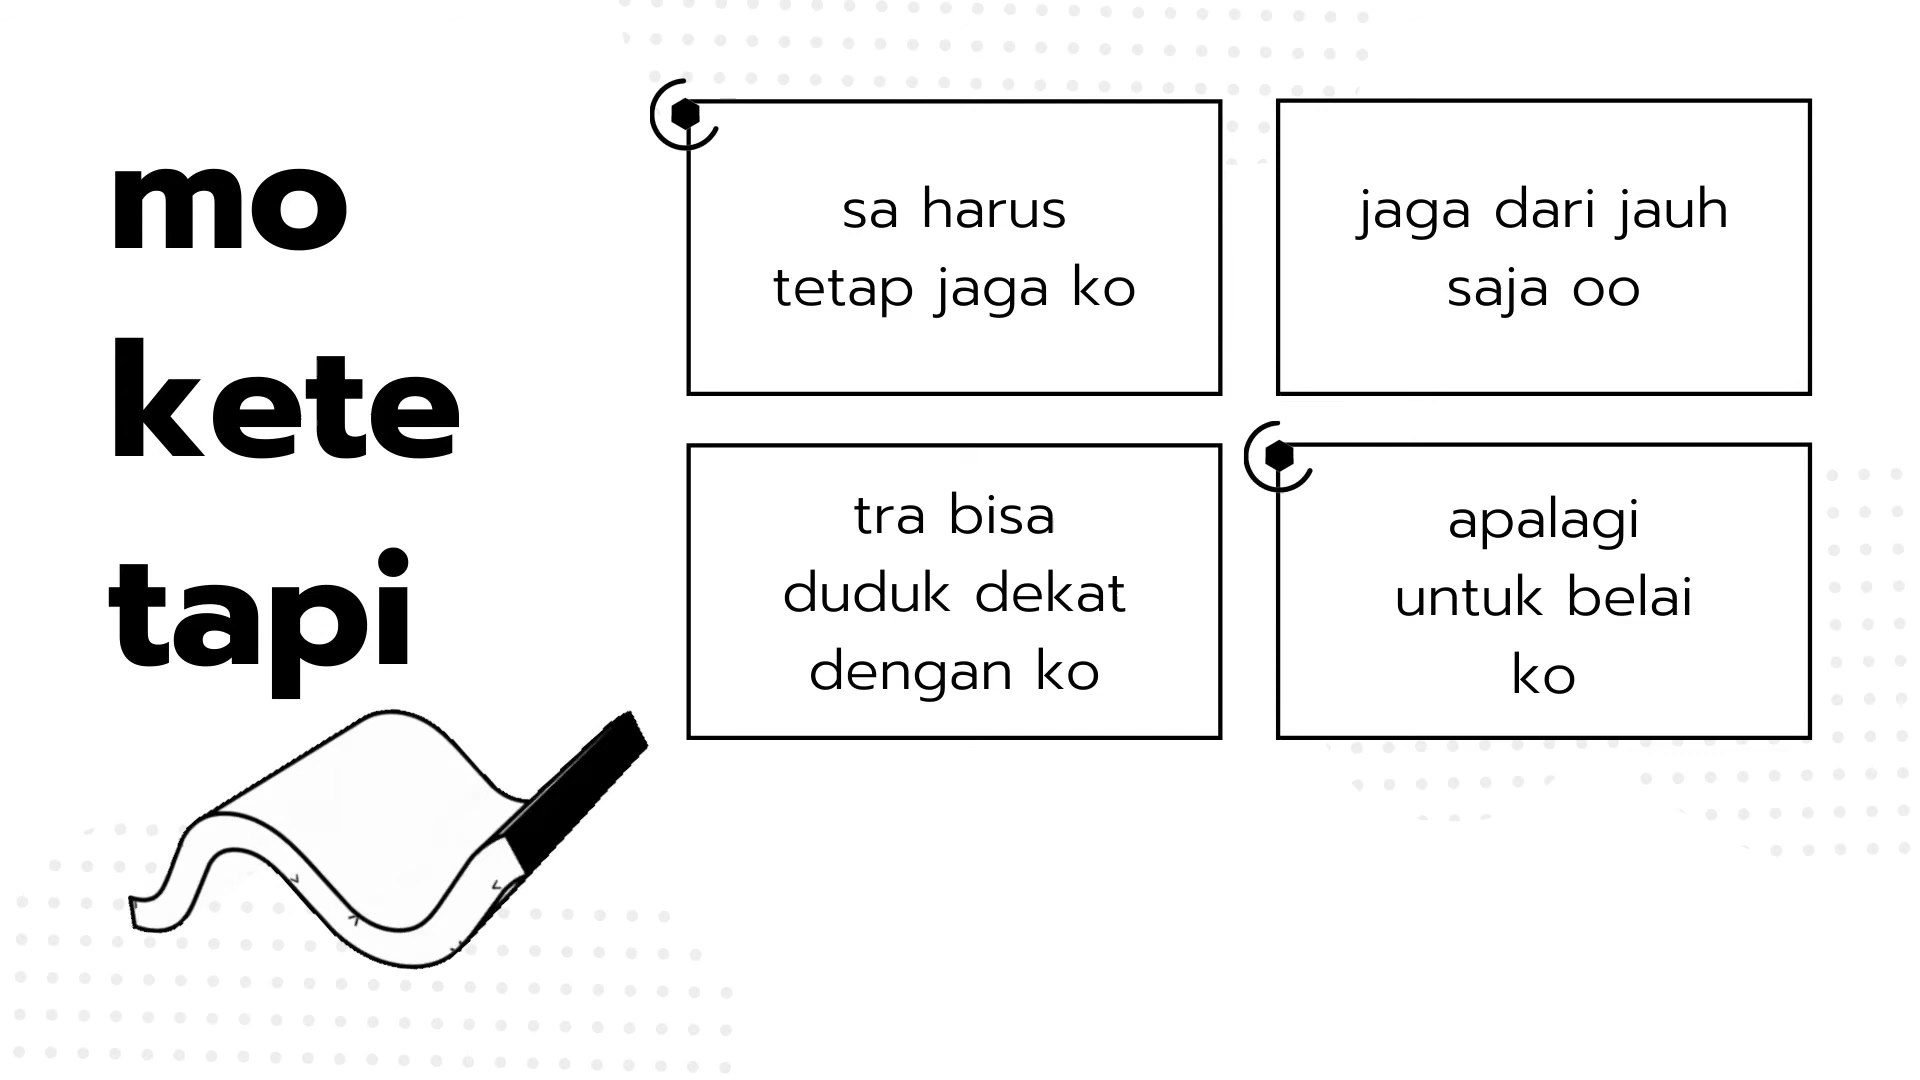 mo
kete
tapi
sa harus
tetap jaga ko
jaga dari jauh
saja oo
tra bisa
duduk dekat
dengan ko
apalagi
untuk belai
ko